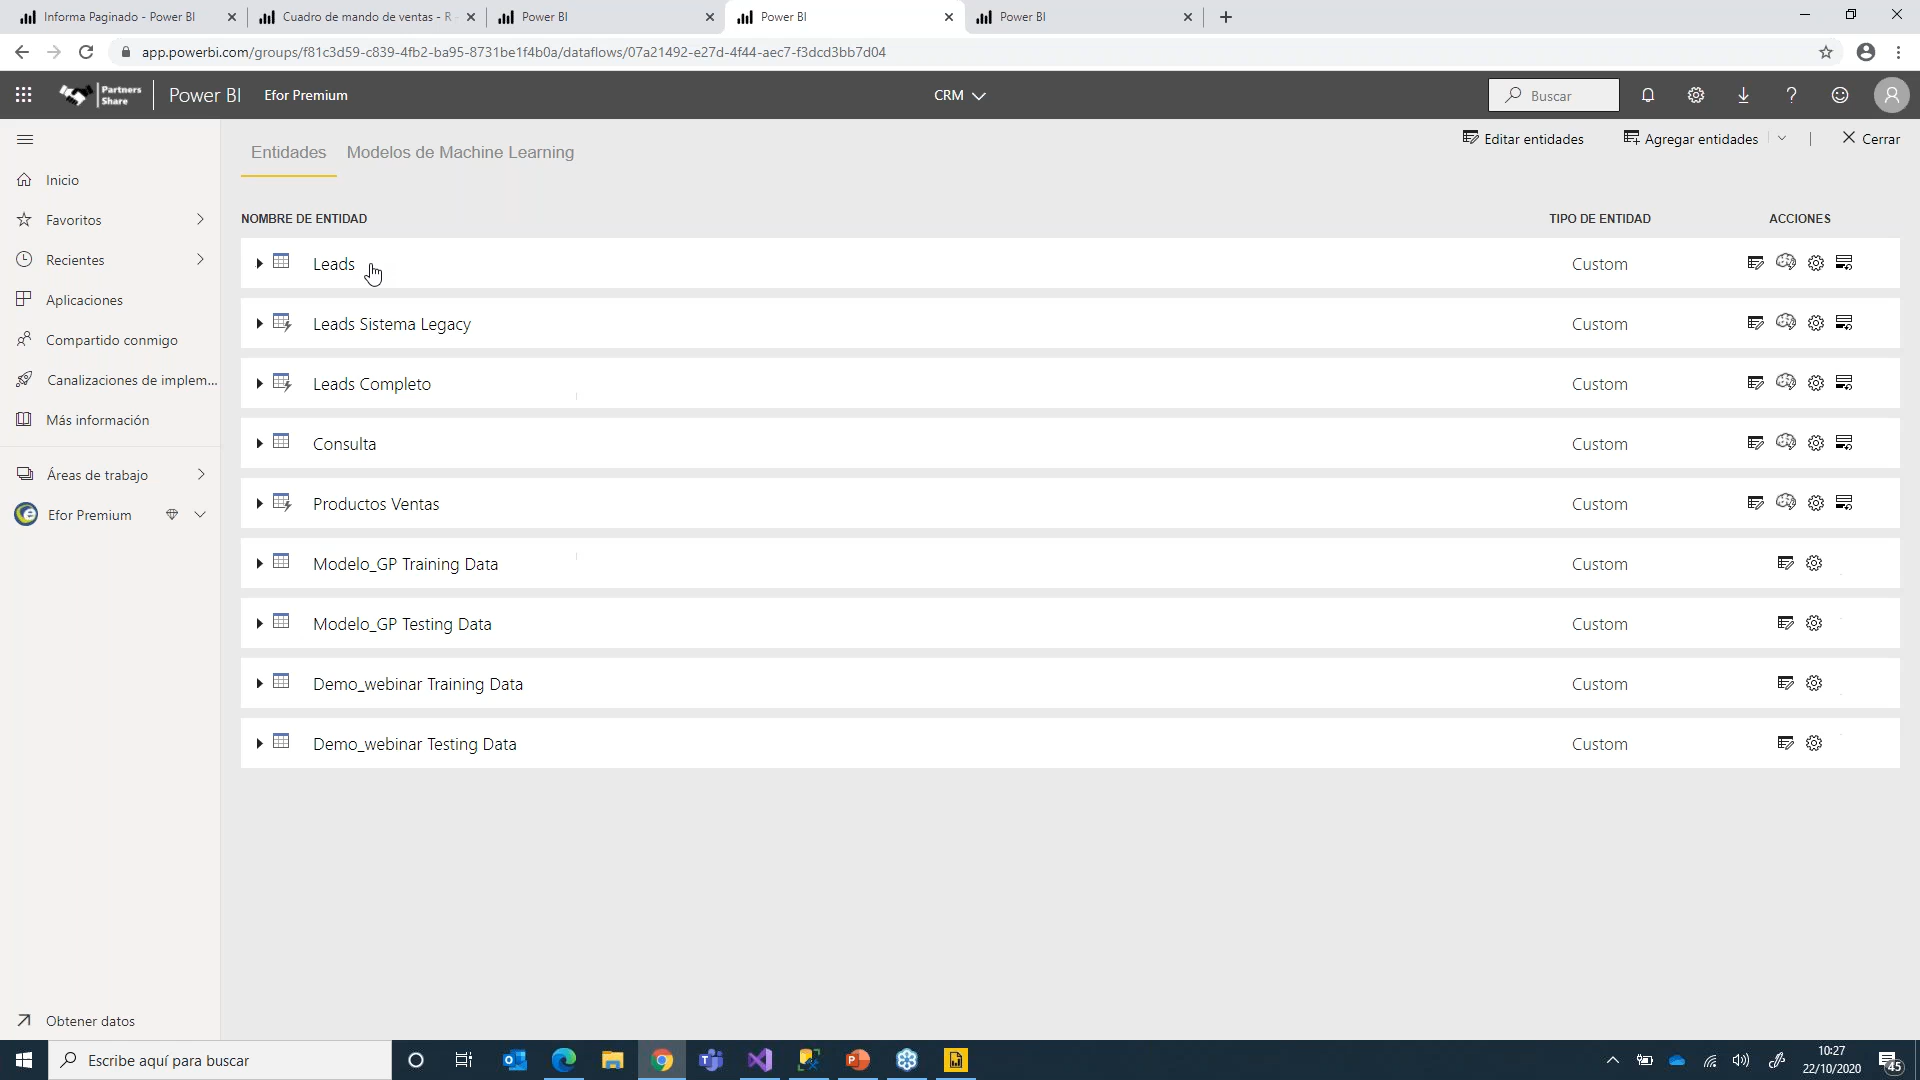 Informa Paginado - Power BI
Cuadro de mando de ventas - R
Power BI
Power BI
Power BI
app.powerbi.com/groups/f81c3d59-c839-4fb2-ba95-8731be1f4b0a/dataflows/07a21492-e27d-4f44-aec7-f3dcd3bb7d04
Partners Share
Power BI
Efor Premium
CRM
Buscar
Entidades
Modelos de Machine Learning
Editar entidades
Agregar entidades
Cerrar
Inicio
Favoritos
Recientes
Aplicaciones
Compartido conmigo
Canalizaciones de implem...
Más información
Áreas de trabajo
Efor Premium
Obtener datos
NOMBRE DE ENTIDAD
TIPO DE ENTIDAD
ACCIONES
Leads
Custom
Leads Sistema Legacy
Custom
Leads Completo
Custom
Consulta
Custom
Productos Ventas
Custom
Modelo_GP Training Data
Custom
Modelo_GP Testing Data
Custom
Demo_webinar Training Data
Custom
Demo_webinar Testing Data
Custom
Escribe aquí para buscar
10:27
22/10/2020
45